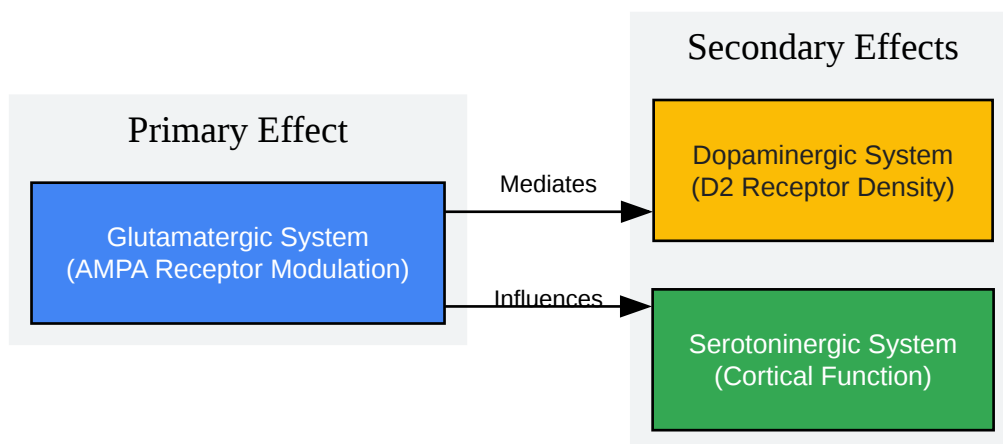 Primary Effect
Glutamatergic System
(AMPA Receptor Modulation)
Mediates
Influences
Secondary Effects
Dopaminergic System
(D2 Receptor Density)
Serotoninergic System
(Cortical Function)